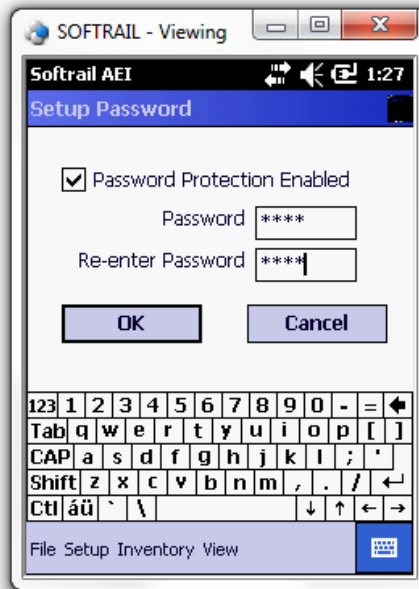 SOFTRAIL - Viewing
Softrail AEI 1:27
Setup Password
Password Protection Enabled
Password ****
Re-enter Password ****
OK Cancel
123 1 2 3 4 5 6 7 8 9 0 - =
Tab q w e r t y u i o p [ ]
CAP a s d f g h j k l ; '
Shift z x c v b n m , . /
Ctl áü ` \
File Setup Inventory View